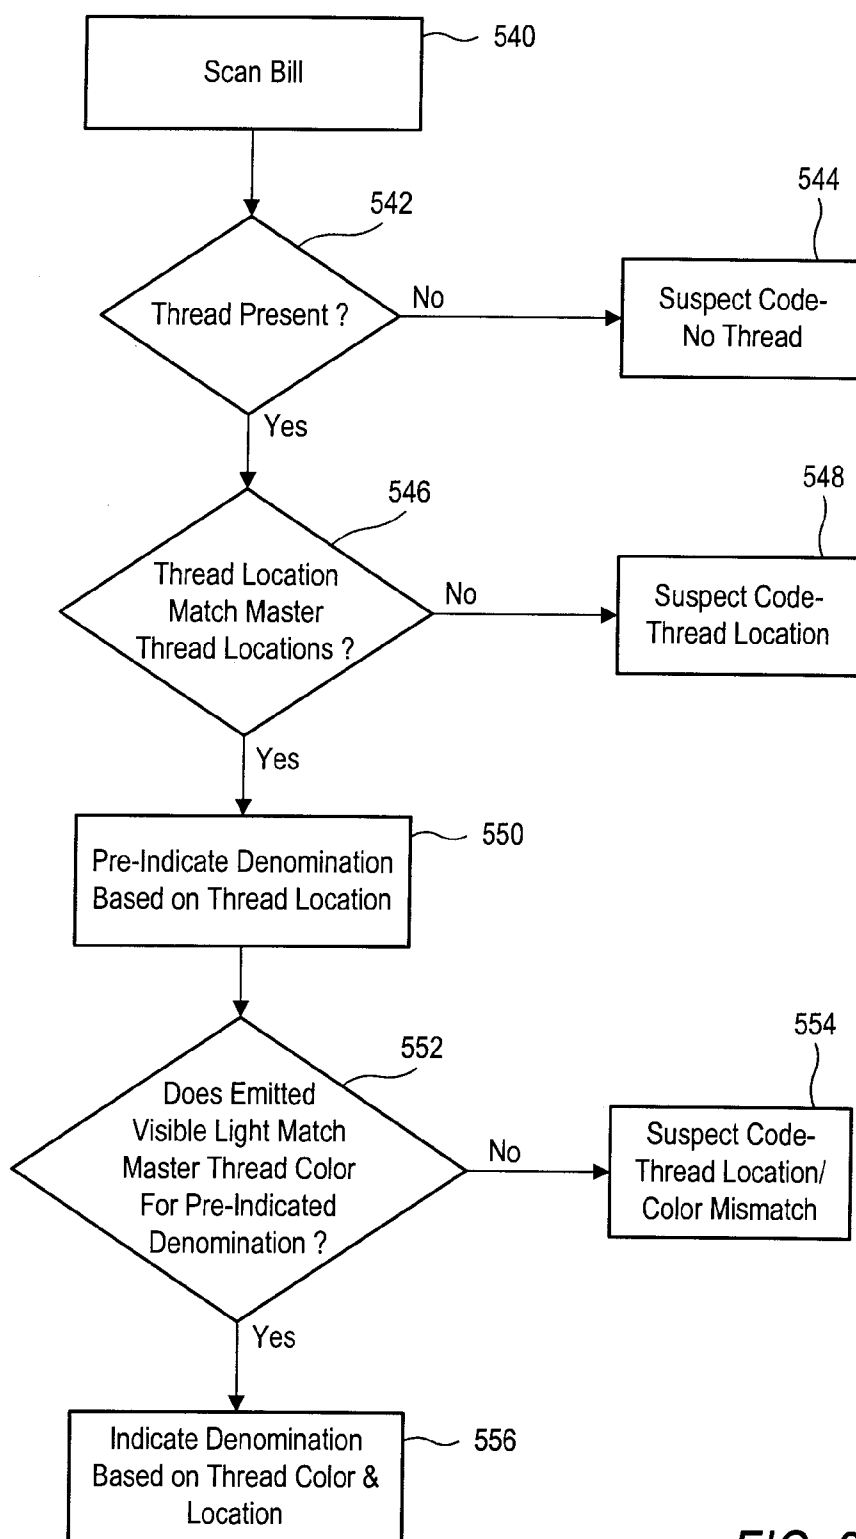 540
Scan Bill
542
544
Thread Present ?
No
Suspect Code-
No Thread
Yes
546
548
Thread Location
Match Master
Thread Locations ?
No
Suspect Code-
Thread Location
Yes
550
Pre-Indicate Denomination
Based on Thread Location
552
554
Does Emitted
Visible Light Match
Master Thread Color
For Pre-Indicated
Denomination ?
No
Suspect Code-
Thread Location/
Color Mismatch
Yes
556
Indicate Denomination
Based on Thread Color &
Location
FIG.